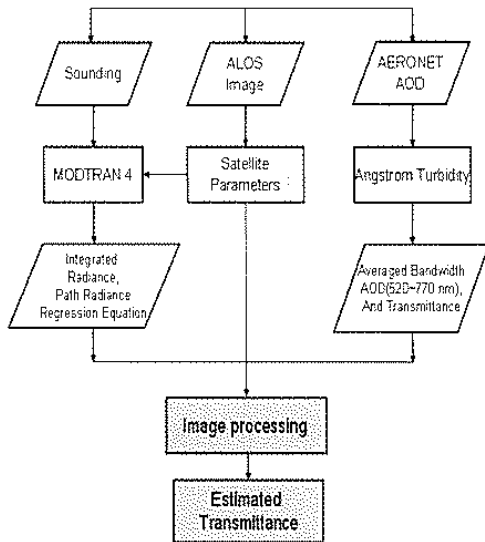 Sounding
ALOS
Image
AERONET
AOD
MODTRAN 4
Satellite
Parameters
Angstrom Turbidity
Integrated
Radiance,
Path Radiance
Regression Equation
Averaged Bandwidth
AOD(520~770 nm),
And Transmittance
Image processing
Estimated
Transmittance